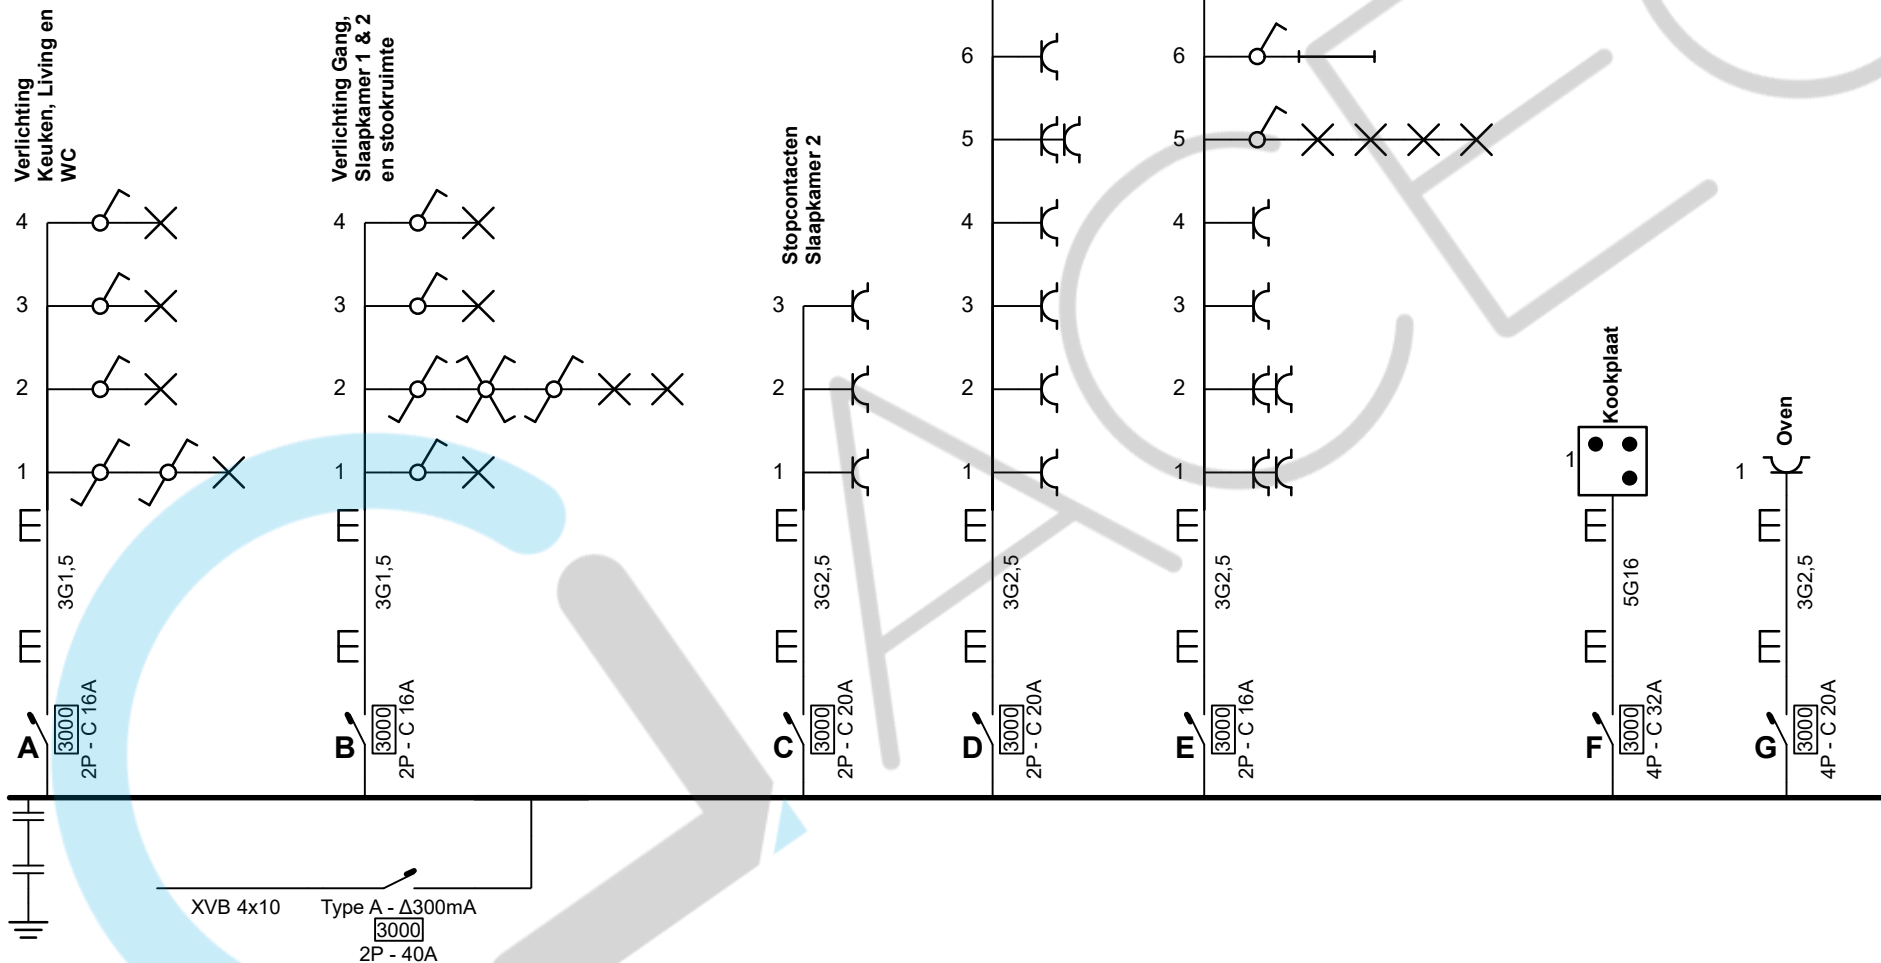 Verlichting
Keuken, Living en
WC
4
3
2
1
3G1,5
A
3000
2P - C 16A
Verlichting Gang,
Slaapkamer 1 & 2
en stookruimte
4
3
2
1
3G1,5
B
3000
2P - C 16A
Stopcontacten
Slaapkamer 2
3
2
1
3G2,5
C
3000
2P - C 20A
6
5
4
3
2
1
3G2,5
D
3000
2P - C 20A
6
5
4
3
2
1
3G2,5
E
3000
2P - C 16A
Kookplaat
1
5G16
F
3000
4P - C 32A
Oven
1
3G2,5
G
3000
4P - C 20A
XVB 4x10
Type A - Δ300mA
3000
2P - 40A